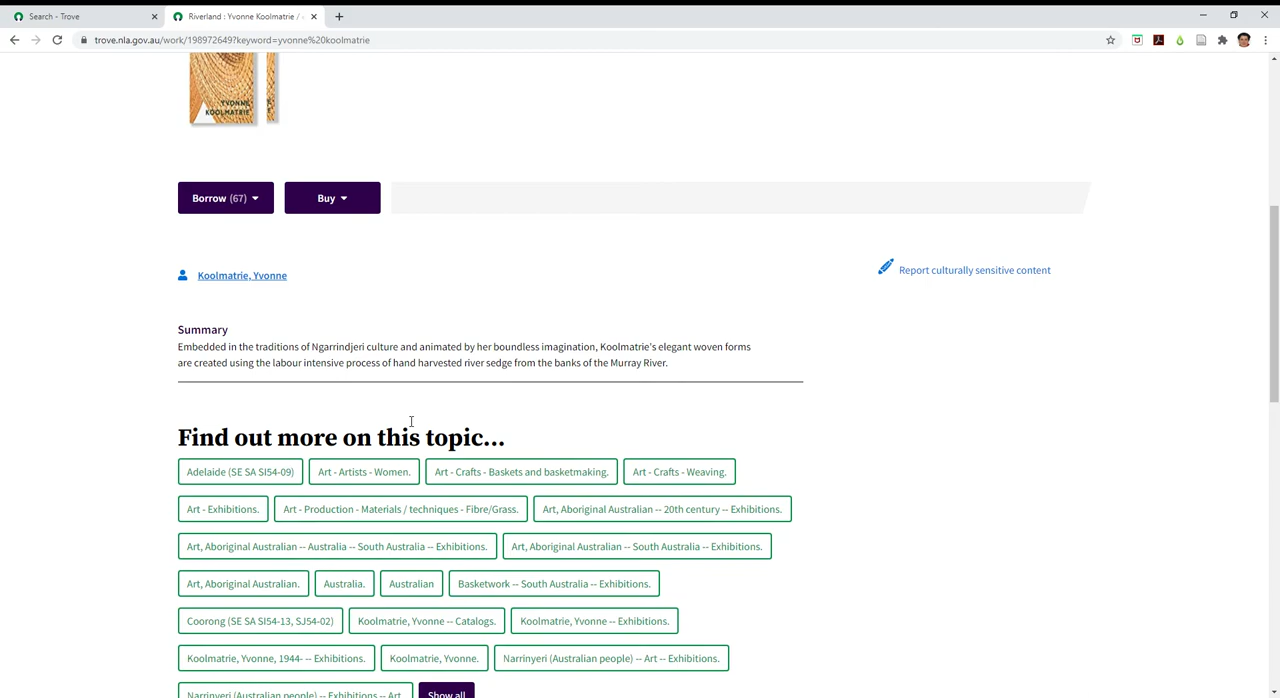 Search - Trove
Riverland : Yvonne Koolmatrie /
trove.nla.gov.au/work/198972649?keyword=yvonne%20koolmatrie
YVONNE
KOOLMATRIE
Borrow (67)
Buy
Koolmatrie, Yvonne
Report culturally sensitive content
Summary
Embedded in the traditions of Ngarrindjeri culture and animated by her boundless imagination, Koolmatrie's elegant woven forms
are created using the labour intensive process of hand harvested river sedge from the banks of the Murray River.
Find out more on this topic...
Adelaide (SE SA SI54-09) Art - Artists - Women. Art - Crafts - Baskets and basketmaking. Art - Crafts - Weaving.
Art - Exhibitions. Art - Production - Materials / techniques - Fibre/Grass. Art, Aboriginal Australian -- 20th century -- Exhibitions.
Art, Aboriginal Australian -- Australia -- South Australia -- Exhibitions. Art, Aboriginal Australian -- South Australia -- Exhibitions.
Art, Aboriginal Australian. Australia. Australian Basketwork -- South Australia -- Exhibitions.
Coorong (SE SA SI54-13, SJ54-02) Koolmatrie, Yvonne -- Catalogs. Koolmatrie, Yvonne -- Exhibitions.
Koolmatrie, Yvonne, 1944- -- Exhibitions. Koolmatrie, Yvonne. Narrinyeri (Australian people) -- Art -- Exhibitions.
Narrinyeri (Australian people) -- Exhibitions -- Art. Show all